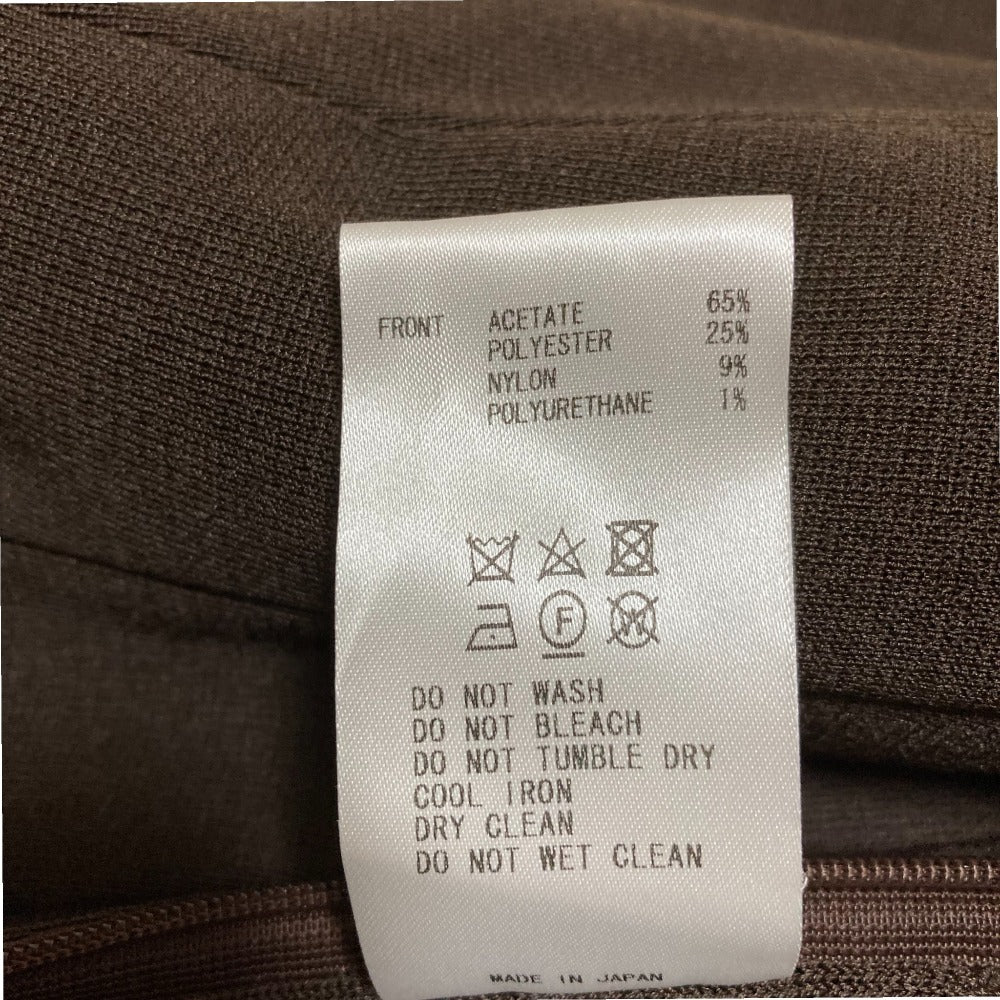 FRONT ACETATE 65%
POLYESTER 25%
NYLON 9%
POLYURETHANE 1%
F
W
DO NOT WASH
DO NOT BLEACH
DO NOT TUMBLE DRY
COOL IRON
DRY CLEAN
DO NOT WET CLEAN
MADE IN JAPAN